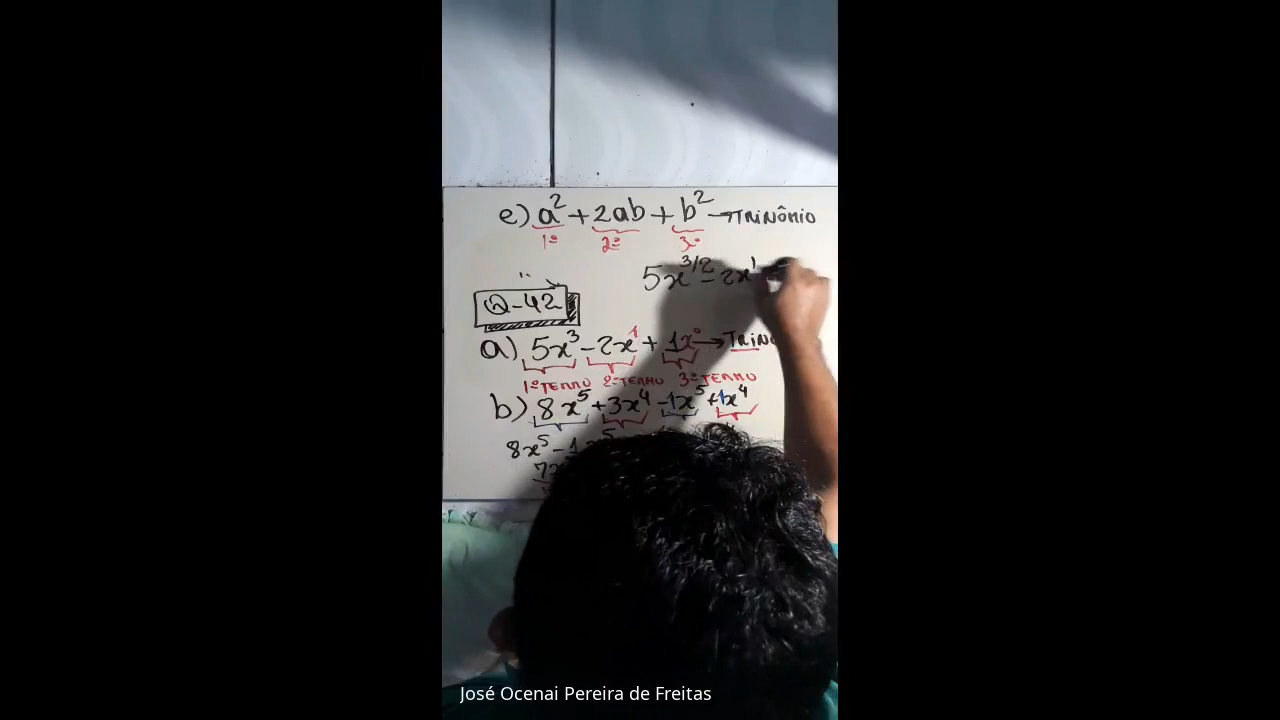 e) a² + 2ab + b² → TRINÔMIO
1º 2º 3º
5x^3/2 - 2x¹
Q-42
a) 5x³ - 2x¹ + 1x⁰ →
1º TERMO 2º TERMO 3º TERMO
b) 8x⁵ + 3x⁴ - 1x⁵ + 1x⁴
8x⁵ - 1
José Ocenai Pereira de Freitas